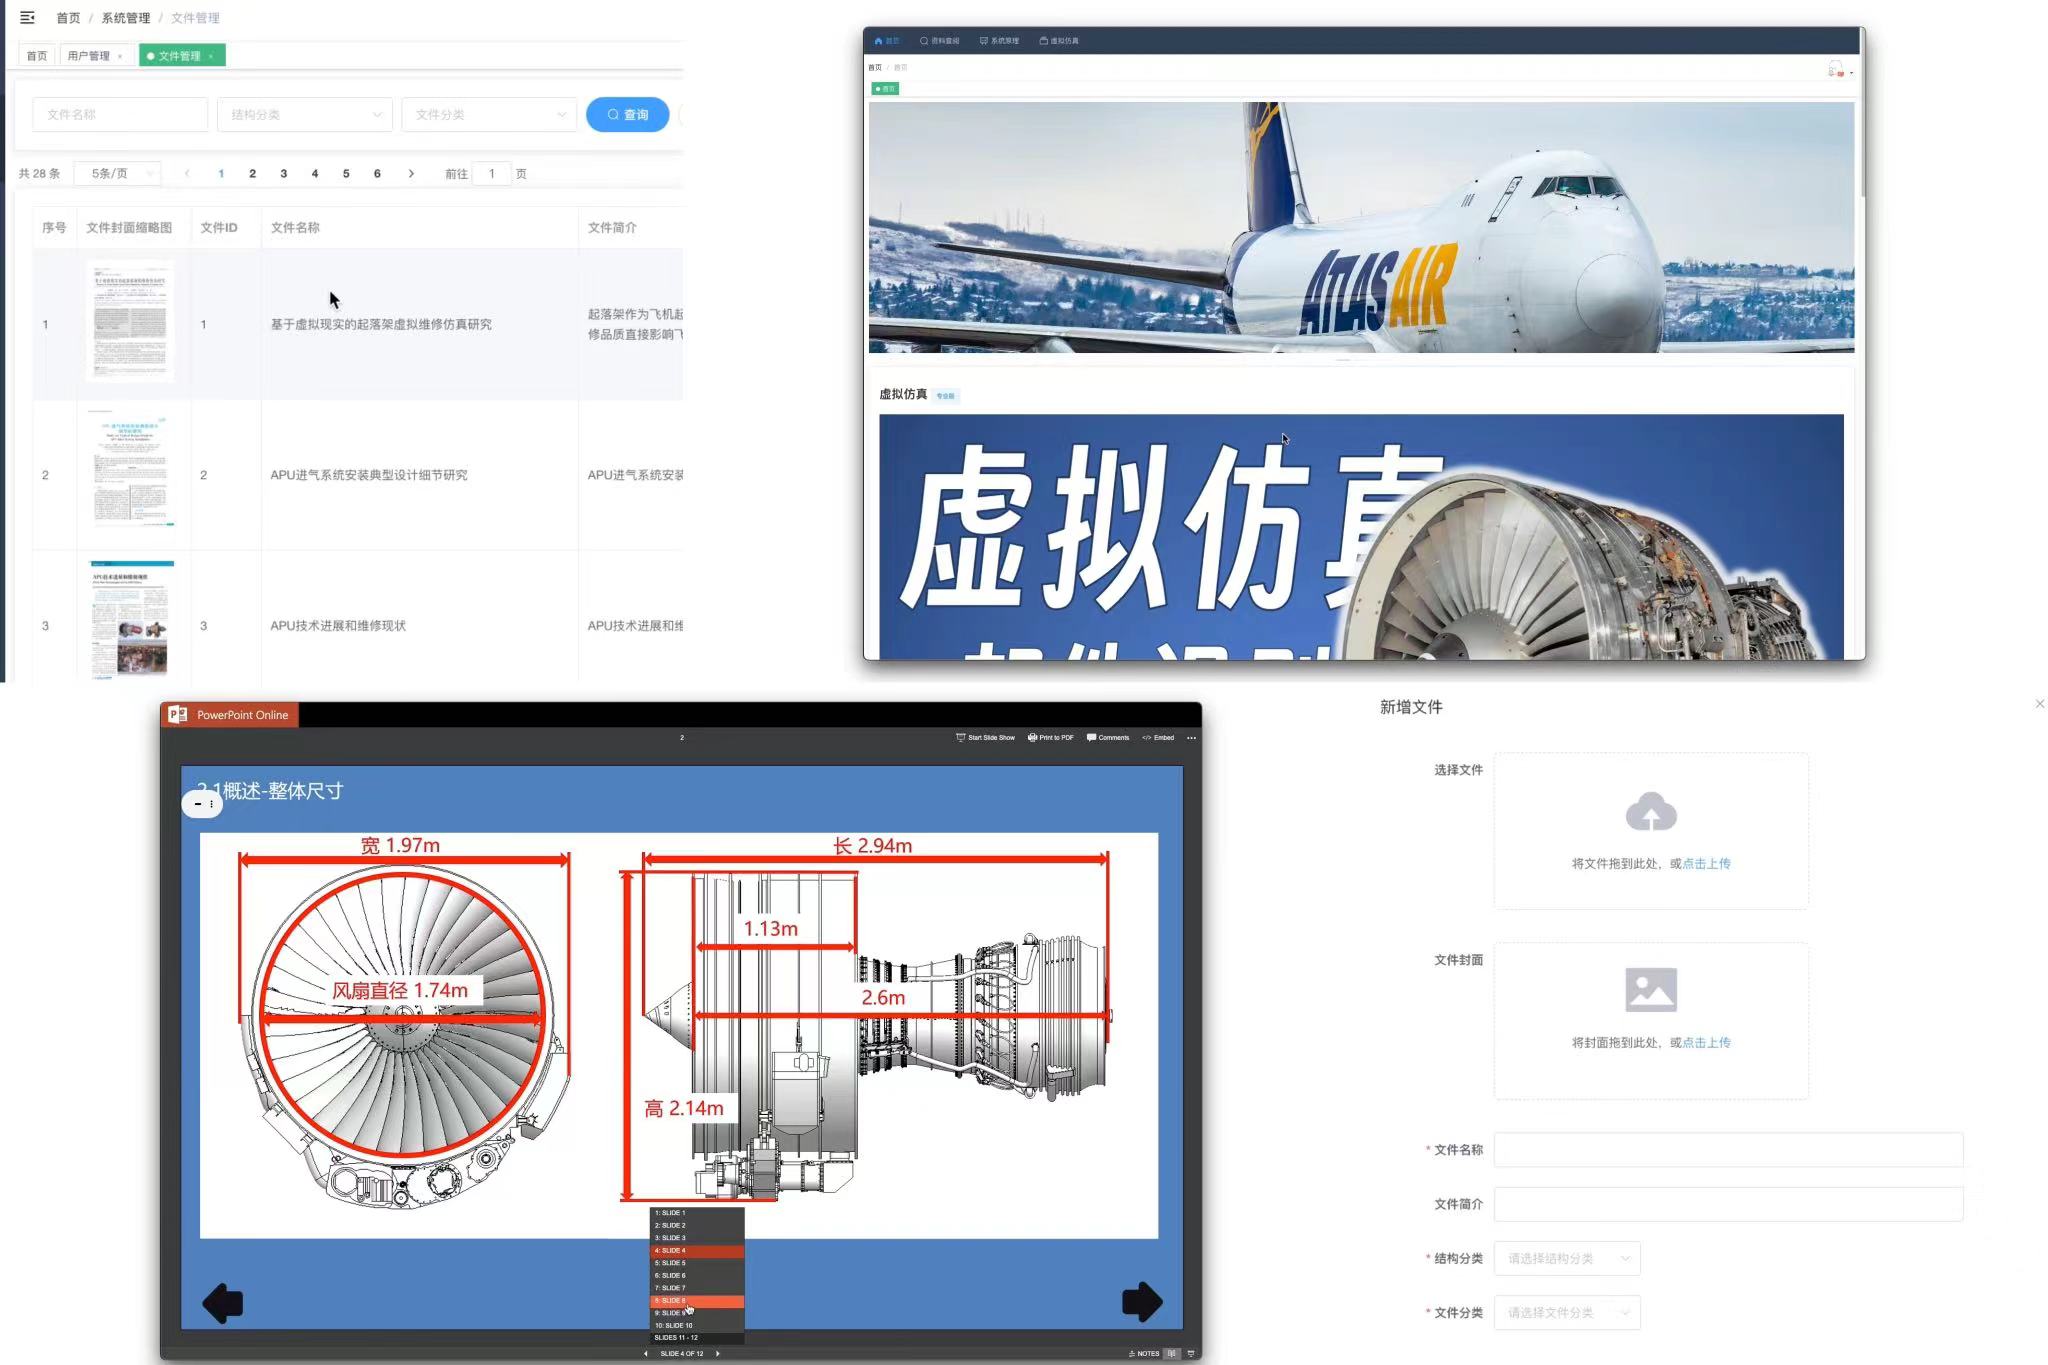 首页 / 系统管理 / 文件管理
首页 用户管理 × 文件管理 ×
文件名称 结构分类 文件分类 查询
共 28 条 5条/页 1 2 3 4 5 6 前往 1 页
序号 文件封面缩略图 文件ID 文件名称 文件简介
1 1 基于虚拟现实的起落架虚拟维修仿真研究 起落架作为飞机起
修品质直接影响飞
2 2 APU进气系统安装典型设计细节研究 APU进气系统安装
APU技术进展和维修现状
3 3 APU技术进展和维修现状 APU技术进展和维
首页 资料查阅 系统原理 虚拟仿真
首页 / 首页
首页
ATLAS AIR
虚拟仿真 专业版
虚拟仿真
PowerPoint Online
2 Start Slide Show Print to PDF Comments </> Embed
2.1概述-整体尺寸
宽 1.97m
长 2.94m
1.13m
风扇直径 1.74m
2.6m
高 2.14m
1: SLIDE 1
2: SLIDE 2
3: SLIDE 3
4: SLIDE 4
5: SLIDE 5
6: SLIDE 6
7: SLIDE 7
8: SLIDE 8
9: SLIDE 9
10: SLIDE 10
SLIDES 11 - 12
SLIDE 4 OF 12 NOTES
新增文件
选择文件
将文件拖到此处，或点击上传
文件封面
将封面拖到此处，或点击上传
* 文件名称
文件简介
* 结构分类 请选择结构分类
* 文件分类 请选择文件分类